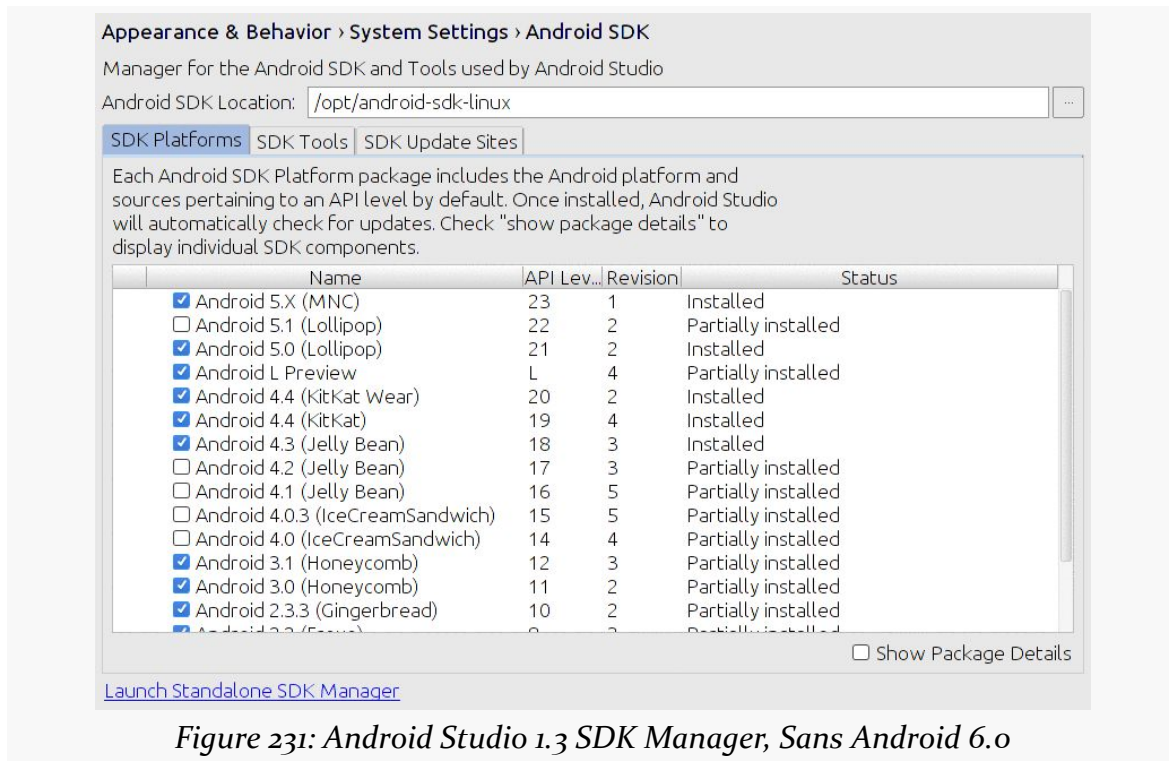 Appearance & Behavior › System Settings › Android SDK
Manager for the Android SDK and Tools used by Android Studio
Android SDK Location: /opt/android-sdk-linux ...
SDK Platforms SDK Tools SDK Update Sites
Each Android SDK Platform package includes the Android platform and
sources pertaining to an API level by default. Once installed, Android Studio
will automatically check for updates. Check "show package details" to
display individual SDK components.
Name API Lev... Revision Status
Android 5.X (MNC) 23 1 Installed
Android 5.1 (Lollipop) 22 2 Partially installed
Android 5.0 (Lollipop) 21 2 Installed
Android L Preview L 4 Partially installed
Android 4.4 (KitKat Wear) 20 2 Installed
Android 4.4 (KitKat) 19 4 Installed
Android 4.3 (Jelly Bean) 18 3 Installed
Android 4.2 (Jelly Bean) 17 3 Partially installed
Android 4.1 (Jelly Bean) 16 5 Partially installed
Android 4.0.3 (IceCreamSandwich) 15 5 Partially installed
Android 4.0 (IceCreamSandwich) 14 4 Partially installed
Android 3.1 (Honeycomb) 12 3 Partially installed
Android 3.0 (Honeycomb) 11 2 Partially installed
Android 2.3.3 (Gingerbread) 10 2 Partially installed
Show Package Details
Launch Standalone SDK Manager
Figure 231: Android Studio 1.3 SDK Manager, Sans Android 6.0